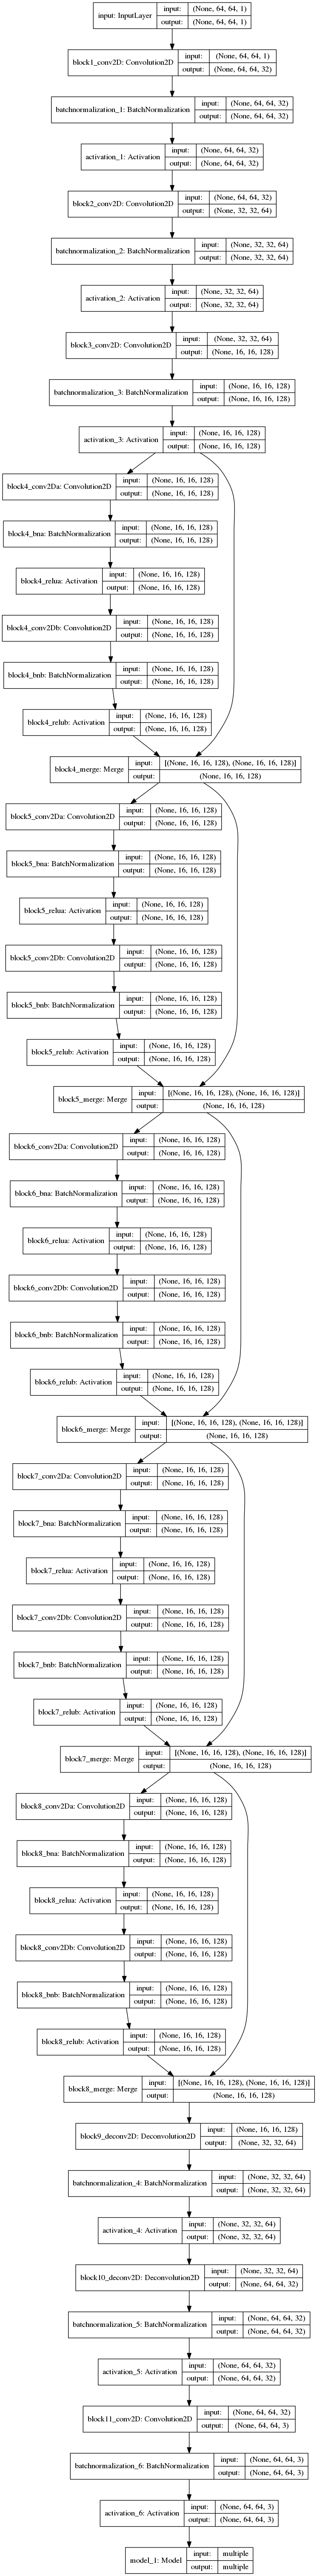 input: InputLayer input: (None, 64, 64, 1)
output: (None, 64, 64, 1)
block1_conv2D: Convolution2D input: (None, 64, 64, 1)
output: (None, 64, 64, 32)
batchnormalization_1: BatchNormalization input: (None, 64, 64, 32)
output: (None, 64, 64, 32)
activation_1: Activation input: (None, 64, 64, 32)
output: (None, 64, 64, 32)
block2_conv2D: Convolution2D input: (None, 64, 64, 32)
output: (None, 32, 32, 64)
batchnormalization_2: BatchNormalization input: (None, 32, 32, 64)
output: (None, 32, 32, 64)
activation_2: Activation input: (None, 32, 32, 64)
output: (None, 32, 32, 64)
block3_conv2D: Convolution2D input: (None, 32, 32, 64)
output: (None, 16, 16, 128)
batchnormalization_3: BatchNormalization input: (None, 16, 16, 128)
output: (None, 16, 16, 128)
activation_3: Activation input: (None, 16, 16, 128)
output: (None, 16, 16, 128)
block4_conv2Da: Convolution2D input: (None, 16, 16, 128)
output: (None, 16, 16, 128)
block4_bna: BatchNormalization input: (None, 16, 16, 128)
output: (None, 16, 16, 128)
block4_relua: Activation input: (None, 16, 16, 128)
output: (None, 16, 16, 128)
block4_conv2Db: Convolution2D input: (None, 16, 16, 128)
output: (None, 16, 16, 128)
block4_bnb: BatchNormalization input: (None, 16, 16, 128)
output: (None, 16, 16, 128)
block4_relub: Activation input: (None, 16, 16, 128)
output: (None, 16, 16, 128)
block4_merge: Merge input: [(None, 16, 16, 128), (None, 16, 16, 128)]
output: (None, 16, 16, 128)
block5_conv2Da: Convolution2D input: (None, 16, 16, 128)
output: (None, 16, 16, 128)
block5_bna: BatchNormalization input: (None, 16, 16, 128)
output: (None, 16, 16, 128)
block5_relua: Activation input: (None, 16, 16, 128)
output: (None, 16, 16, 128)
block5_conv2Db: Convolution2D input: (None, 16, 16, 128)
output: (None, 16, 16, 128)
block5_bnb: BatchNormalization input: (None, 16, 16, 128)
output: (None, 16, 16, 128)
block5_relub: Activation input: (None, 16, 16, 128)
output: (None, 16, 16, 128)
block5_merge: Merge input: [(None, 16, 16, 128), (None, 16, 16, 128)]
output: (None, 16, 16, 128)
block6_conv2Da: Convolution2D input: (None, 16, 16, 128)
output: (None, 16, 16, 128)
block6_bna: BatchNormalization input: (None, 16, 16, 128)
output: (None, 16, 16, 128)
block6_relua: Activation input: (None, 16, 16, 128)
output: (None, 16, 16, 128)
block6_conv2Db: Convolution2D input: (None, 16, 16, 128)
output: (None, 16, 16, 128)
block6_bnb: BatchNormalization input: (None, 16, 16, 128)
output: (None, 16, 16, 128)
block6_relub: Activation input: (None, 16, 16, 128)
output: (None, 16, 16, 128)
block6_merge: Merge input: [(None, 16, 16, 128), (None, 16, 16, 128)]
output: (None, 16, 16, 128)
block7_conv2Da: Convolution2D input: (None, 16, 16, 128)
output: (None, 16, 16, 128)
block7_bna: BatchNormalization input: (None, 16, 16, 128)
output: (None, 16, 16, 128)
block7_relua: Activation input: (None, 16, 16, 128)
output: (None, 16, 16, 128)
block7_conv2Db: Convolution2D input: (None, 16, 16, 128)
output: (None, 16, 16, 128)
block7_bnb: BatchNormalization input: (None, 16, 16, 128)
output: (None, 16, 16, 128)
block7_relub: Activation input: (None, 16, 16, 128)
output: (None, 16, 16, 128)
block7_merge: Merge input: [(None, 16, 16, 128), (None, 16, 16, 128)]
output: (None, 16, 16, 128)
block8_conv2Da: Convolution2D input: (None, 16, 16, 128)
output: (None, 16, 16, 128)
block8_bna: BatchNormalization input: (None, 16, 16, 128)
output: (None, 16, 16, 128)
block8_relua: Activation input: (None, 16, 16, 128)
output: (None, 16, 16, 128)
block8_conv2Db: Convolution2D input: (None, 16, 16, 128)
output: (None, 16, 16, 128)
block8_bnb: BatchNormalization input: (None, 16, 16, 128)
output: (None, 16, 16, 128)
block8_relub: Activation input: (None, 16, 16, 128)
output: (None, 16, 16, 128)
block8_merge: Merge input: [(None, 16, 16, 128), (None, 16, 16, 128)]
output: (None, 16, 16, 128)
block9_deconv2D: Deconvolution2D input: (None, 16, 16, 128)
output: (None, 32, 32, 64)
batchnormalization_4: BatchNormalization input: (None, 32, 32, 64)
output: (None, 32, 32, 64)
activation_4: Activation input: (None, 32, 32, 64)
output: (None, 32, 32, 64)
block10_deconv2D: Deconvolution2D input: (None, 32, 32, 64)
output: (None, 64, 64, 32)
batchnormalization_5: BatchNormalization input: (None, 64, 64, 32)
output: (None, 64, 64, 32)
activation_5: Activation input: (None, 64, 64, 32)
output: (None, 64, 64, 32)
block11_conv2D: Convolution2D input: (None, 64, 64, 32)
output: (None, 64, 64, 3)
batchnormalization_6: BatchNormalization input: (None, 64, 64, 3)
output: (None, 64, 64, 3)
activation_6: Activation input: (None, 64, 64, 3)
output: (None, 64, 64, 3)
model_1: Model input: multiple
output: multiple